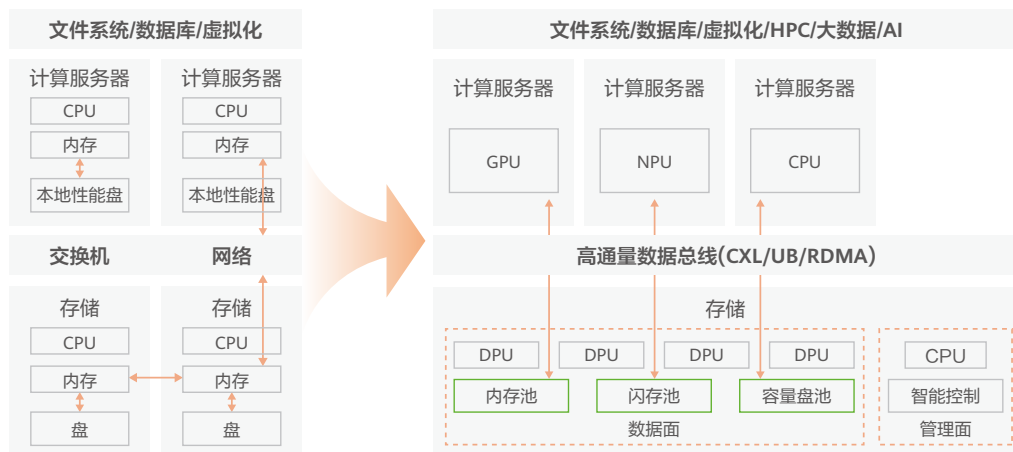 文件系统/数据库/虚拟化
计算服务器
CPU
内存
本地性能盘
计算服务器
CPU
内存
本地性能盘
交换机
网络
存储
CPU
内存
盘
存储
CPU
内存
盘
文件系统/数据库/虚拟化/HPC/大数据/AI
计算服务器
GPU
计算服务器
NPU
计算服务器
CPU
高通量数据总线(CXL/UB/RDMA)
存储
DPU
DPU
DPU
DPU
内存池
闪存池
容量盘池
数据面
CPU
智能控制
管理面